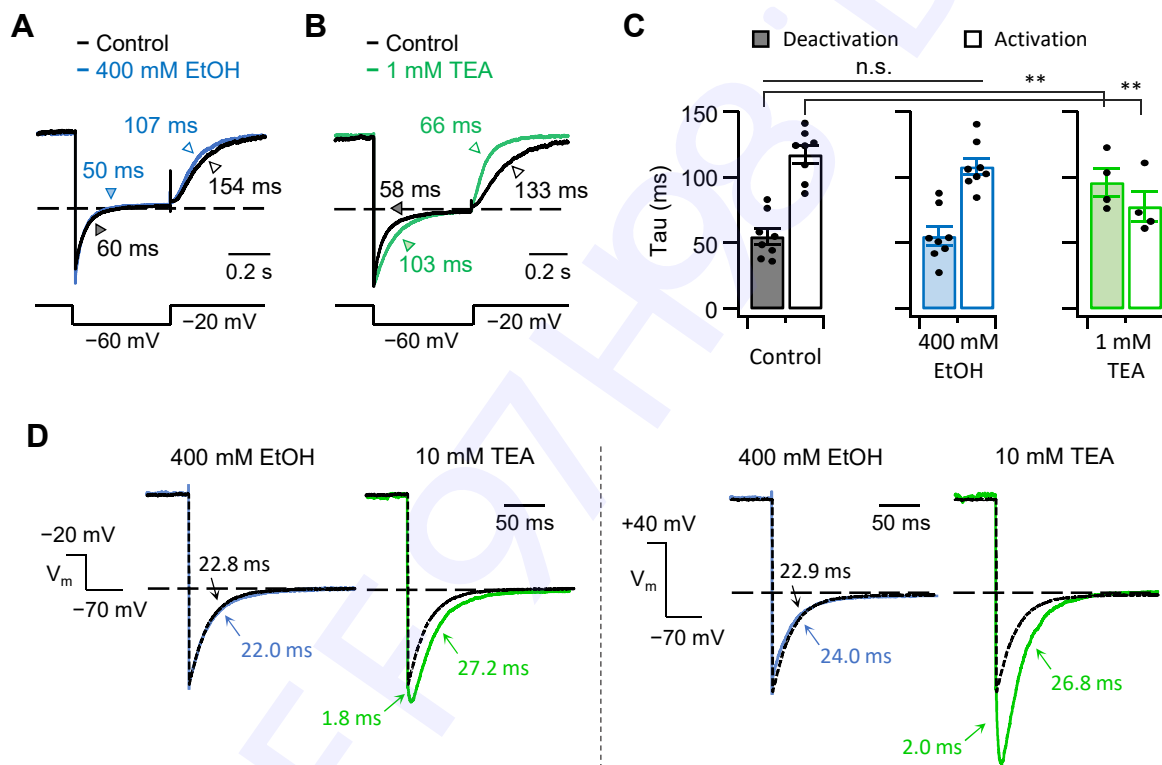 A
– Control
– 400 mM EtOH
107 ms
50 ms
154 ms
60 ms
0.2 s
−20 mV
−60 mV
B
– Control
– 1 mM TEA
66 ms
58 ms
133 ms
103 ms
0.2 s
−20 mV
−60 mV
C
Deactivation
Activation
n.s.
**
**
Tau (ms)
150
100
50
0
Control
400 mM
EtOH
1 mM
TEA
D
400 mM EtOH
10 mM TEA
50 ms
−20 mV
Vm
−70 mV
22.8 ms
22.0 ms
27.2 ms
1.8 ms
400 mM EtOH
10 mM TEA
50 ms
+40 mV
Vm
−70 mV
22.9 ms
24.0 ms
26.8 ms
2.0 ms